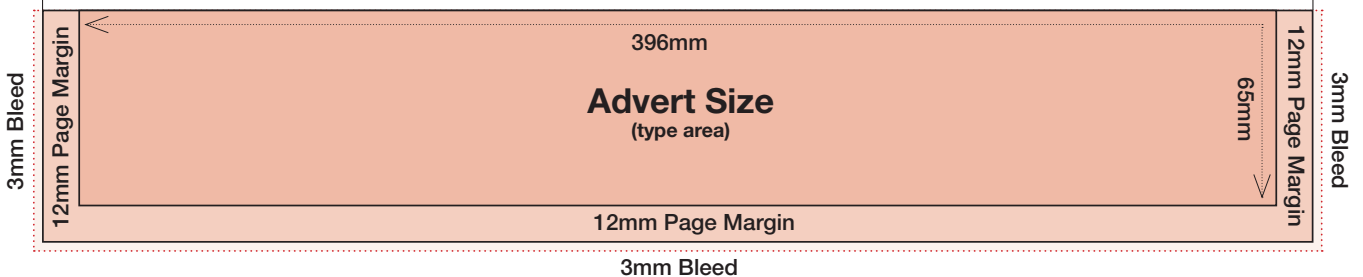 396mm
12mm Page Margin
12mm Page Margin
3mm Bleed
3mm Bleed
65mm
Advert Size
(type area)
12mm Page Margin
3mm Bleed